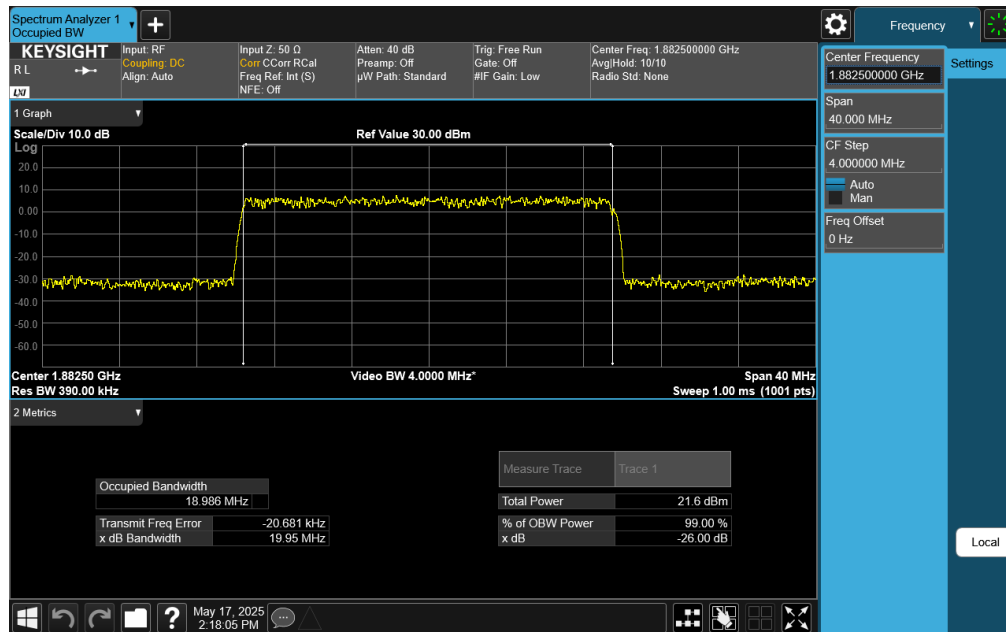 Spectrum Analyzer 1
Occupied BW
Frequency
KEYSIGHT
R L
LXI
Input: RF
Coupling: DC
Align: Auto
Input Z: 50 Ω
Corr CCorr RCal
Freq Ref: Int (S)
NFE: Off
Atten: 40 dB
Preamp: Off
µW Path: Standard
Trig: Free Run
Gate: Off
#IF Gain: Low
Center Freq: 1.882500000 GHz
Avg|Hold: 10/10
Radio Std: None
Center Frequency
1.882500000 GHz
Settings
Span
40.000 MHz
CF Step
4.000000 MHz
Auto
Man
Freq Offset
0 Hz
Local
1 Graph
Scale/Div 10.0 dB
Ref Value 30.00 dBm
Log
20.0
10.0
0.00
-10.0
-20.0
-30.0
-40.0
-50.0
-60.0
Center 1.88250 GHz
Video BW 4.0000 MHz*
Span 40 MHz
Res BW 390.00 kHz
Sweep 1.00 ms (1001 pts)
2 Metrics
Measure Trace
Trace 1
Occupied Bandwidth
18.986 MHz
Total Power
21.6 dBm
Transmit Freq Error
-20.681 kHz
% of OBW Power
99.00 %
x dB Bandwidth
19.95 MHz
x dB
-26.00 dB
?
May 17, 2025
2:18:05 PM